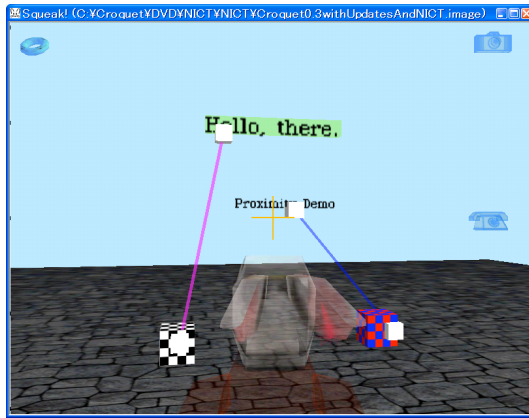 Squeak! (C:¥Croquet¥DVD¥NICT¥NICT¥Croquet0.3withUpdatesAndNICT.image)
Hello, there.
Proximity Demo